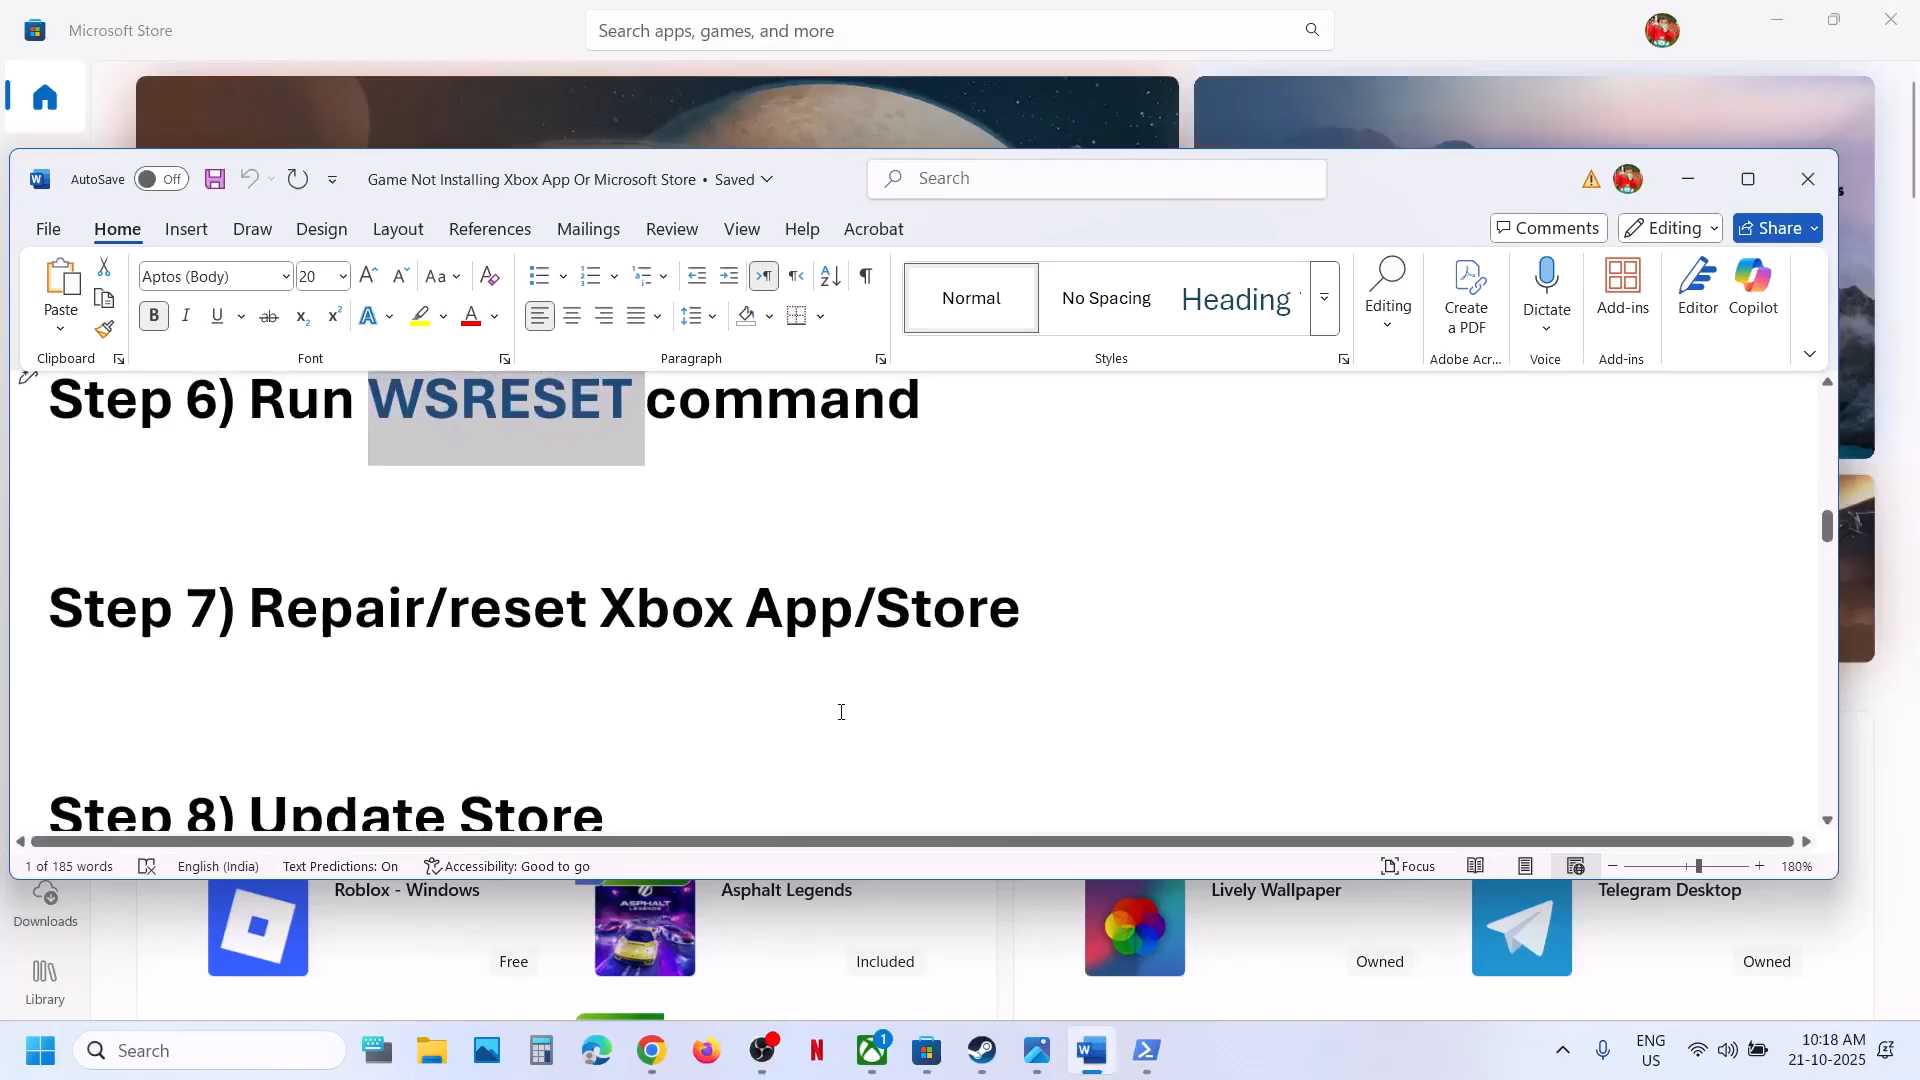 Microsoft Store
Search apps, games, and more
AutoSave Off
Game Not Installing Xbox App Or Microsoft Store • Saved
Search
File Home Insert Draw Design Layout References Mailings Review View Help Acrobat
Comments Editing Share
Paste
Aptos (Body) 20
Normal
No Spacing
Heading
Editing
Create a PDF
Dictate
Add-ins
Editor
Copilot
Clipboard
Font
Paragraph
Styles
Adobe Acr...
Voice
Add-ins
Step 6) Run WSRESET command
Step 7) Repair/reset Xbox App/Store
Step 8) Update Store
1 of 185 words
English (India)
Text Predictions: On
Accessibility: Good to go
Focus
180%
Downloads
Library
Roblox - Windows
Free
ASPHALT
LEGENDS
Asphalt Legends
Included
Lively Wallpaper
Owned
Telegram Desktop
Owned
Search
1
ENG
US
10:18 AM
21-10-2025